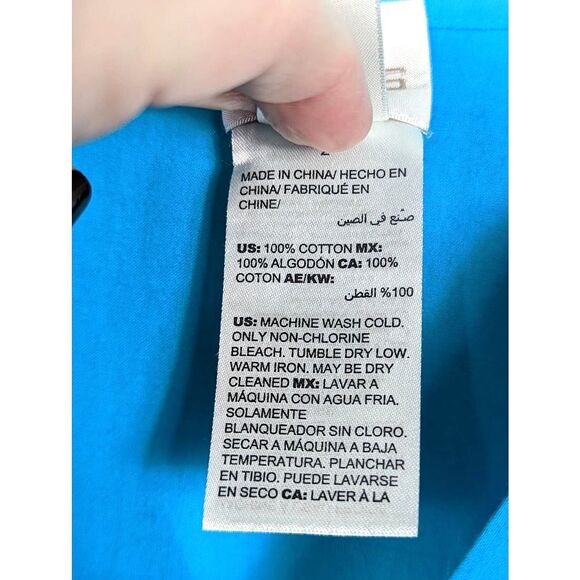 MADE IN CHINA/ HECHO EN
CHINA/ FABRIQUÉ EN
CHINE/
صنع في الصين
US: 100% COTTON MX:
100% ALGODÓN CA: 100%
COTON AE/KW:
100% القطن
US: MACHINE WASH COLD.
ONLY NON-CHLORINE
BLEACH. TUMBLE DRY LOW.
WARM IRON. MAY BE DRY
CLEANED MX: LAVAR A
MÁQUINA CON AGUA FRIA.
SOLAMENTE
BLANQUEADOR SIN CLORO.
SECAR A MÁQUINA A BAJA
TEMPERATURA. PLANCHAR
EN TIBIO. PUEDE LAVARSE
EN SECO CA: LAVER À LA